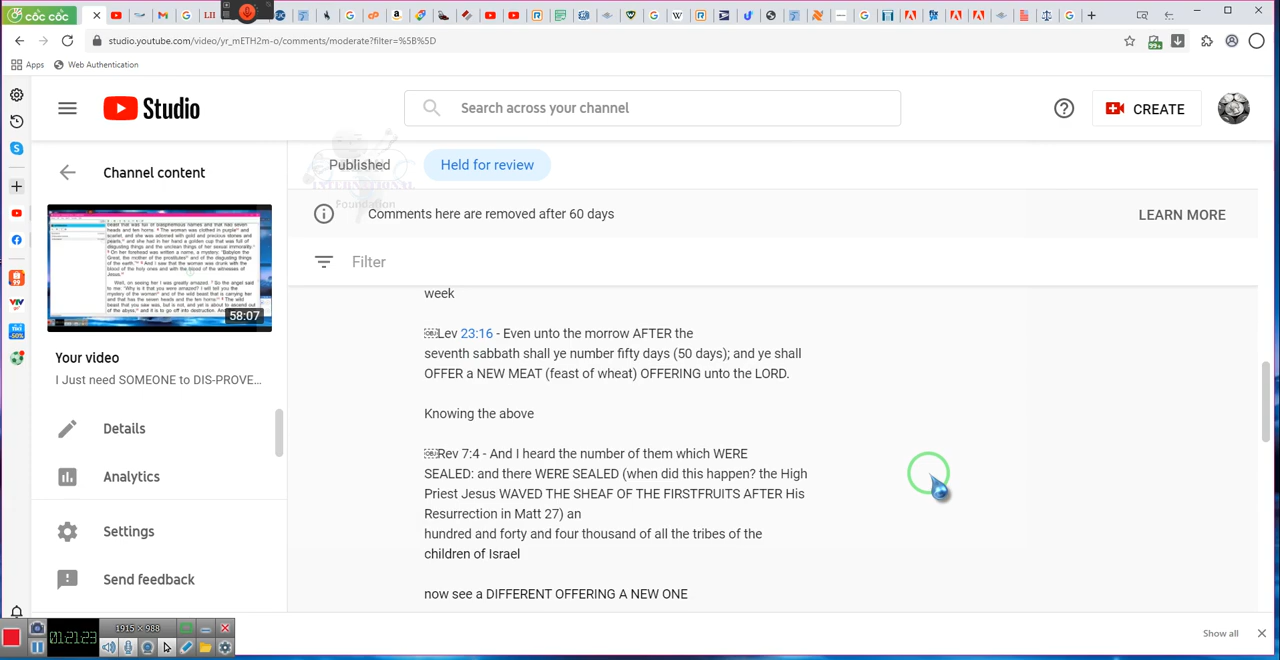 CỐC CỐC
studio.youtube.com/video/yr_mETH2m-o/comments/moderate?filter=%5B%5D
Apps
Web Authentication
Studio
Search across your channel
CREATE
Channel content
Published
Held for review
INTERNATIONAL
Foundation
Comments here are removed after 60 days
LEARN MORE
Filter
58:07
Your video
I Just need SOMEONE to DIS-PROVE...
Details
Analytics
Settings
Send feedback
week
Lev 23:16 - Even unto the morrow AFTER the
seventh sabbath shall ye number fifty days (50 days); and ye shall
OFFER a NEW MEAT (feast of wheat) OFFERING unto the LORD.
Knowing the above
Rev 7:4 - And I heard the number of them which WERE
SEALED: and there WERE SEALED (when did this happen? the High
Priest Jesus WAVED THE SHEAF OF THE FIRSTFRUITS AFTER His
Resurrection in Matt 27) an
hundred and forty and four thousand of all the tribes of the
children of Israel
now see a DIFFERENT OFFERING A NEW ONE
01:21:23
1915 × 988
Show all